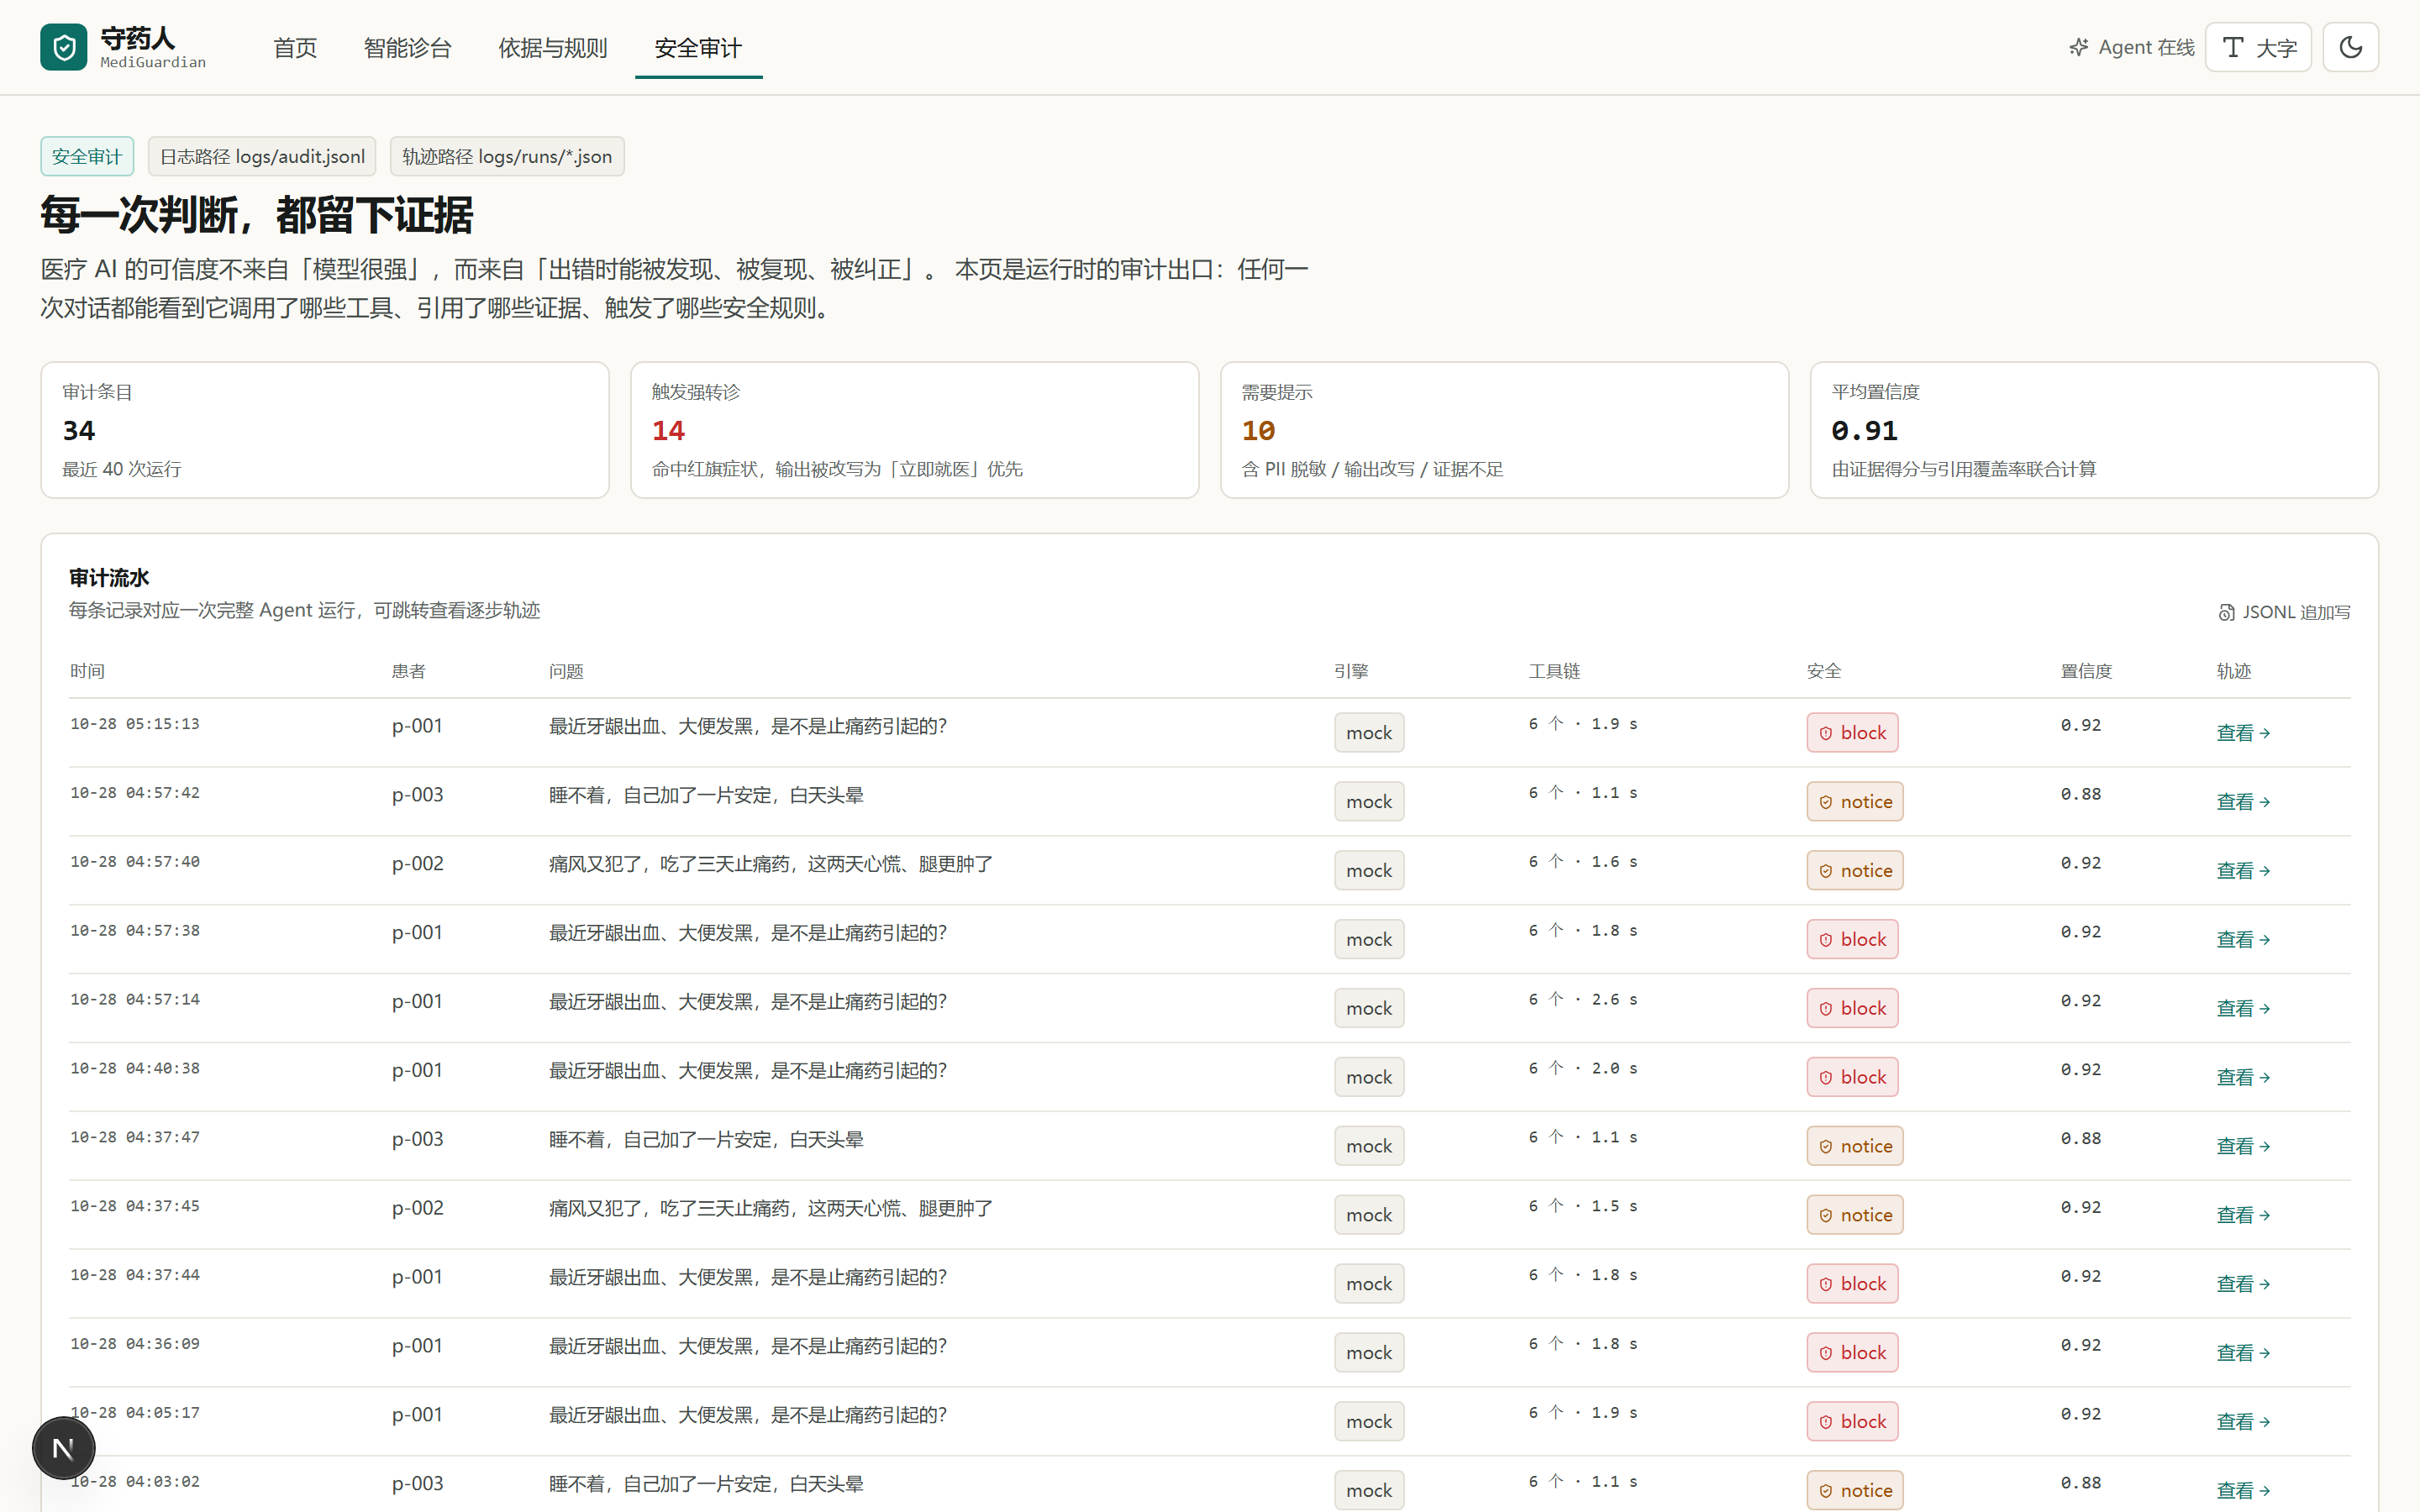 守药人
MediGuardian
首页 智能诊台 依据与规则 安全审计
Agent 在线 大字
安全审计 日志路径 logs/audit.jsonl 轨迹路径 logs/runs/*.json
每一次判断，都留下证据
医疗 AI 的可信度不来自「模型很强」，而来自「出错时能被发现、被复现、被纠正」。 本页是运行时的审计出口：任何一
次对话都能看到它调用了哪些工具、引用了哪些证据、触发了哪些安全规则。
审计条目
34
最近 40 次运行
触发强转诊
14
命中红旗症状，输出被改写为「立即就医」优先
需要提示
10
含 PII 脱敏 / 输出改写 / 证据不足
平均置信度
0.91
由证据得分与引用覆盖率联合计算
审计流水
每条记录对应一次完整 Agent 运行，可跳转查看逐步轨迹
JSONL 追加写
时间 患者 问题 引擎 工具链 安全 置信度 轨迹
10-28 05:15:13 p-001 最近牙龈出血、大便发黑，是不是止痛药引起的？ mock 6 个 · 1.9 s block 0.92 查看
10-28 04:57:42 p-003 睡不着，自己加了一片安定，白天头晕 mock 6 个 · 1.1 s notice 0.88 查看
10-28 04:57:40 p-002 痛风又犯了，吃了三天止痛药，这两天心慌、腿更肿了 mock 6 个 · 1.6 s notice 0.92 查看
10-28 04:57:38 p-001 最近牙龈出血、大便发黑，是不是止痛药引起的？ mock 6 个 · 1.8 s block 0.92 查看
10-28 04:57:14 p-001 最近牙龈出血、大便发黑，是不是止痛药引起的？ mock 6 个 · 2.6 s block 0.92 查看
10-28 04:40:38 p-001 最近牙龈出血、大便发黑，是不是止痛药引起的？ mock 6 个 · 2.0 s block 0.92 查看
10-28 04:37:47 p-003 睡不着，自己加了一片安定，白天头晕 mock 6 个 · 1.1 s notice 0.88 查看
10-28 04:37:45 p-002 痛风又犯了，吃了三天止痛药，这两天心慌、腿更肿了 mock 6 个 · 1.5 s notice 0.92 查看
10-28 04:37:44 p-001 最近牙龈出血、大便发黑，是不是止痛药引起的？ mock 6 个 · 1.8 s block 0.92 查看
10-28 04:36:09 p-001 最近牙龈出血、大便发黑，是不是止痛药引起的？ mock 6 个 · 1.8 s block 0.92 查看
10-28 04:05:17 p-001 最近牙龈出血、大便发黑，是不是止痛药引起的？ mock 6 个 · 1.9 s block 0.92 查看
10-28 04:03:02 p-003 睡不着，自己加了一片安定，白天头晕 mock 6 个 · 1.1 s notice 0.88 查看
N